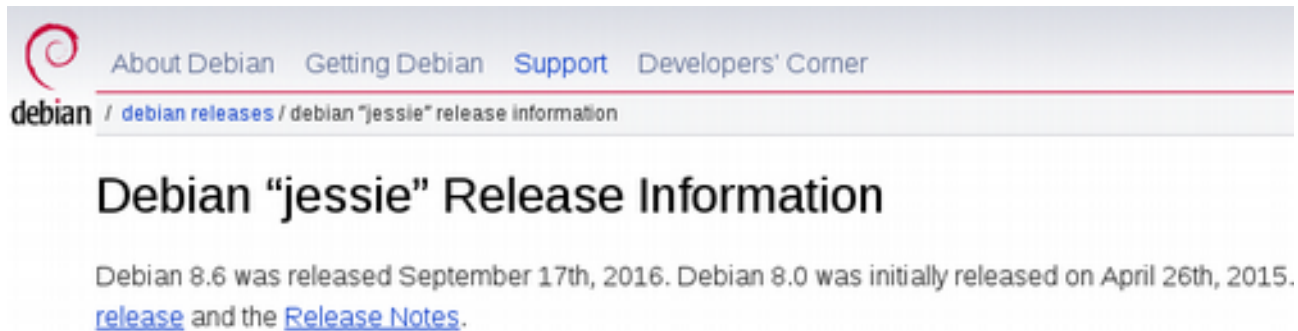 About Debian Getting Debian Support Developers' Corner
debian / debian releases / debian "jessie" release information
Debian “jessie” Release Information
Debian 8.6 was released September 17th, 2016. Debian 8.0 was initially released on April 26th, 2015.
release and the Release Notes.